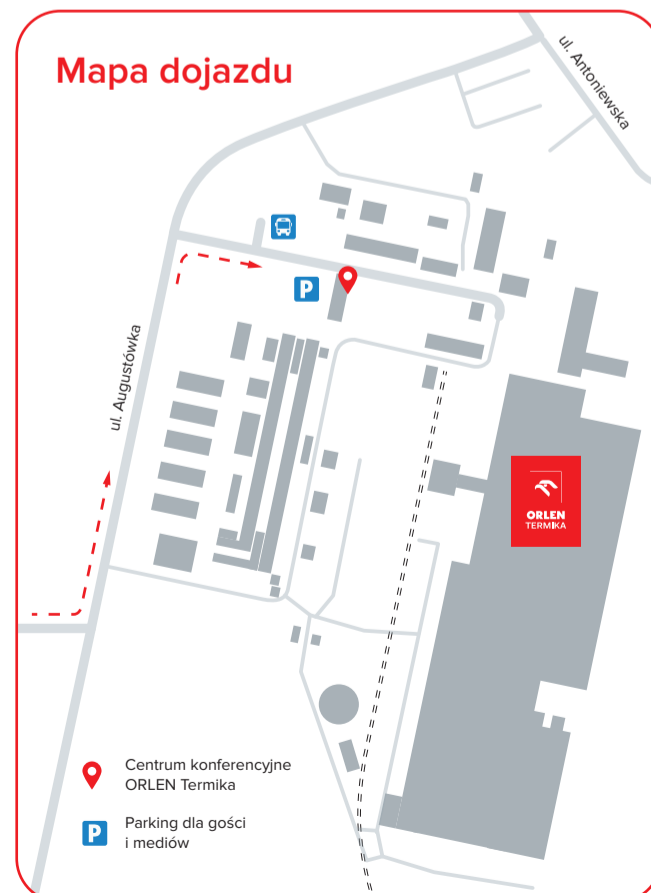 Mapa dojazdu
ul. Antoniewska
P
ul. Augustówka
ORLEN
TERMIKA
Centrum konferencyjne
ORLEN Termika
P
Parking dla gości
i mediów